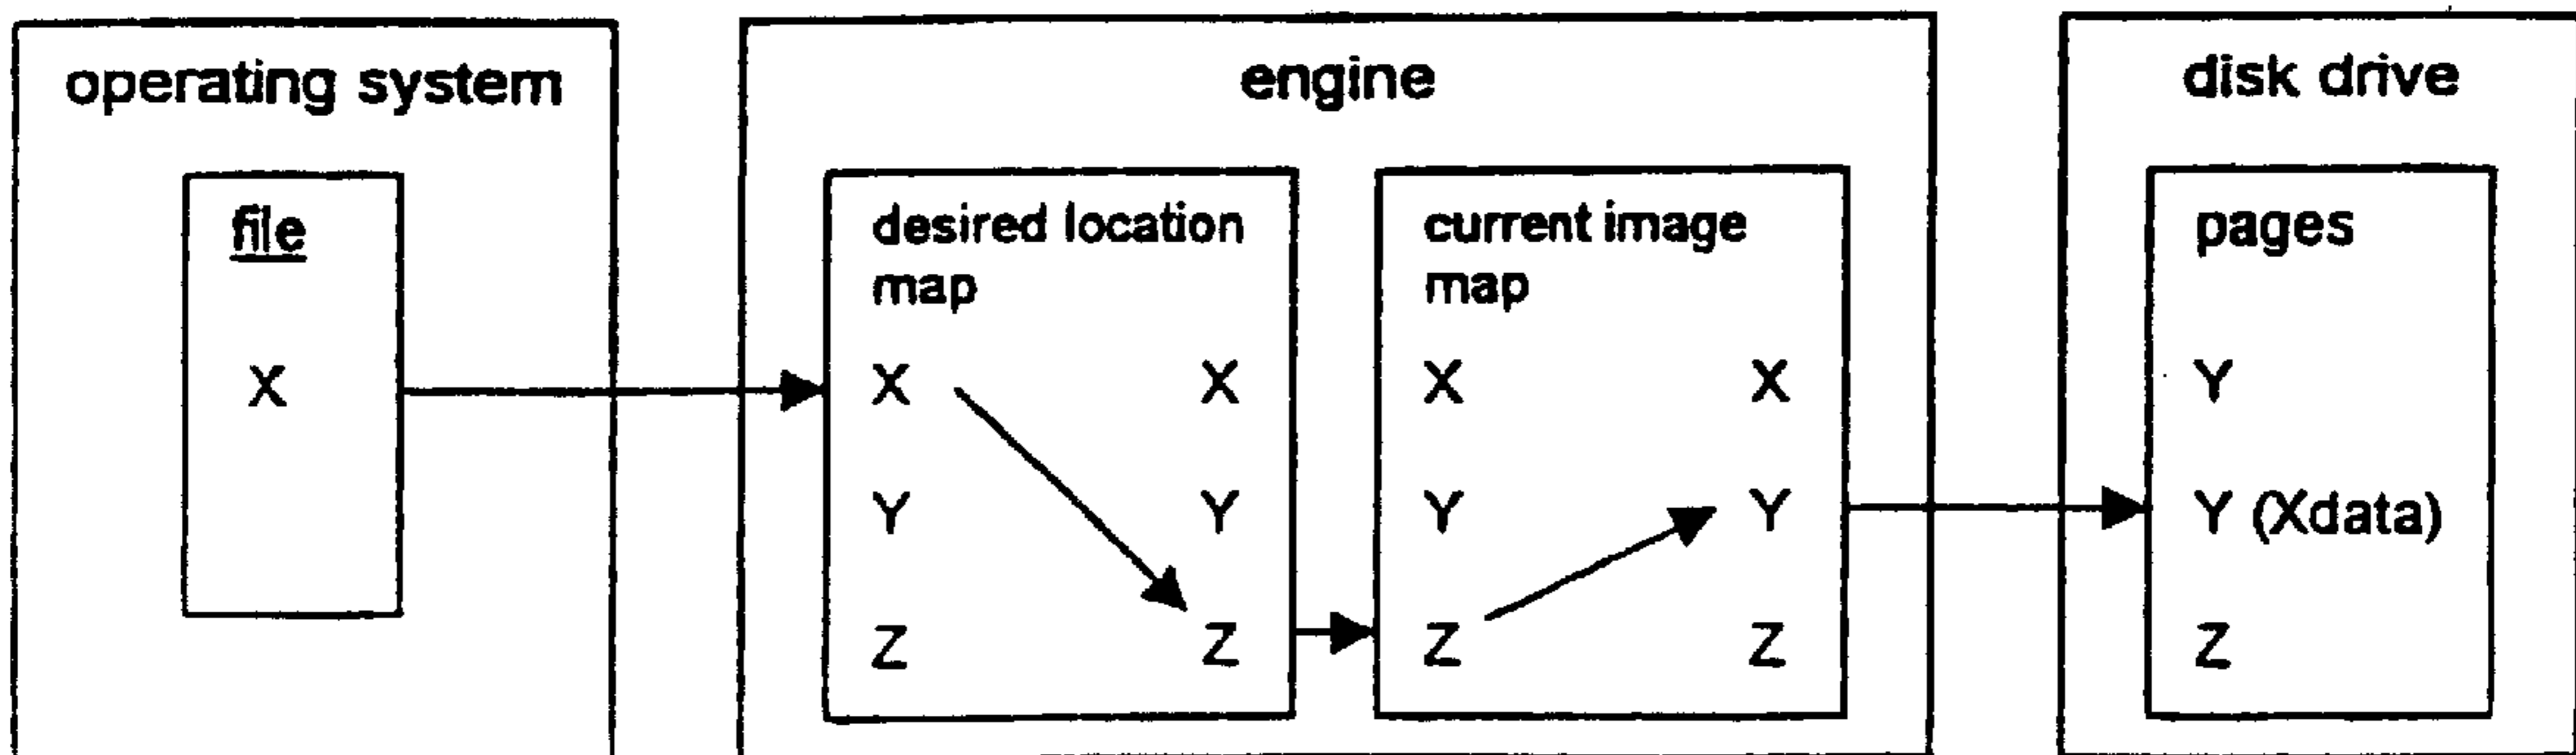 operating system
file
X
engine
desired location
map
X X
Y Y
Z Z
current image
map
X X
Y Y
Z Z
disk drive
pages
Y
Y (Xdata)
Z